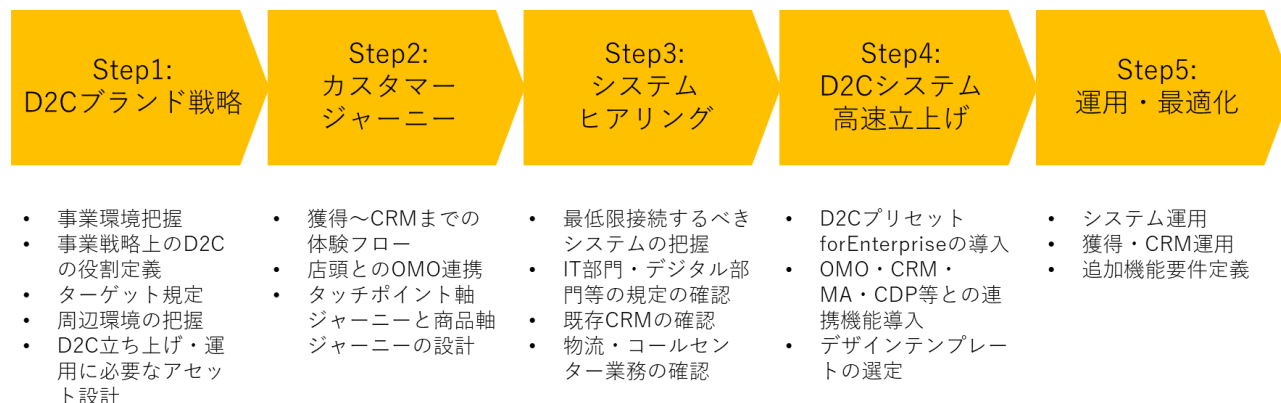 Step1:
D2Cブランド戦略
Step2:
カスタマー
ジャーニー
Step3:
システム
ヒアリング
Step4:
D2Cシステム
高速立上げ
Step5:
運用・最適化
• 事業環境把握
• 事業戦略上のD2C
の役割定義
• ターゲット規定
• 周辺環境の把握
• D2C立ち上げ・運
用に必要なアセッ
ト設計
• 獲得～CRMまでの
体験フロー
• 店頭とのOMO連携
• タッチポイント軸
ジャーニーと商品軸
ジャーニーの設計
• 最低限接続するべき
システムの把握
• IT部門・デジタル部
門等の規定の確認
• 既存CRMの確認
• 物流・コールセン
ター業務の確認
• D2Cプリセット
forEnterpriseの導入
• OMO・CRM・
MA・CDP等との連
携機能導入
• デザインテンプレー
トの選定
• システム運用
• 獲得・CRM運用
• 追加機能要件定義